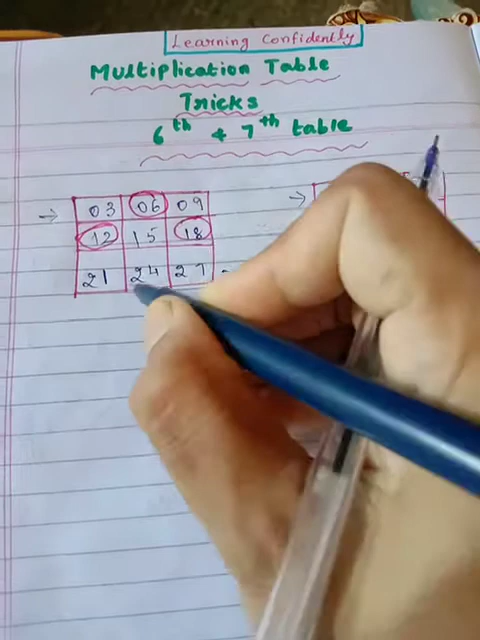 Learning Confidently
Multiplication Table
Tricks
6th & 7th table
03 06 09
12 15 18
21 24 27